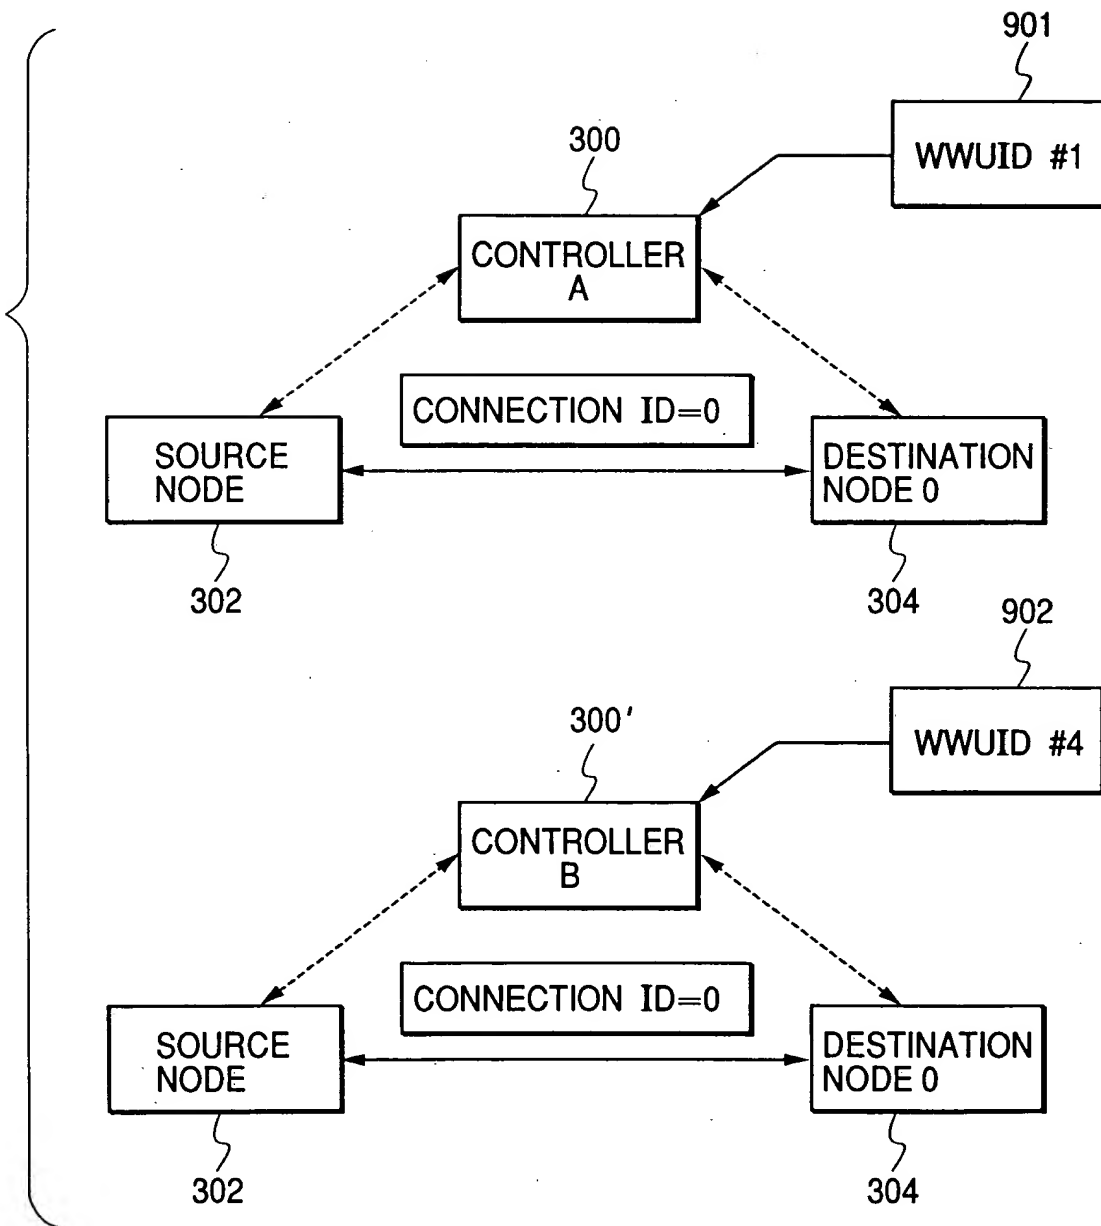 901
WWUID #1
300
CONTROLLER
A
CONNECTION ID=0
SOURCE
NODE
DESTINATION
NODE 0
302
304
902
WWUID #4
300'
CONTROLLER
B
CONNECTION ID=0
SOURCE
NODE
DESTINATION
NODE 0
302
304